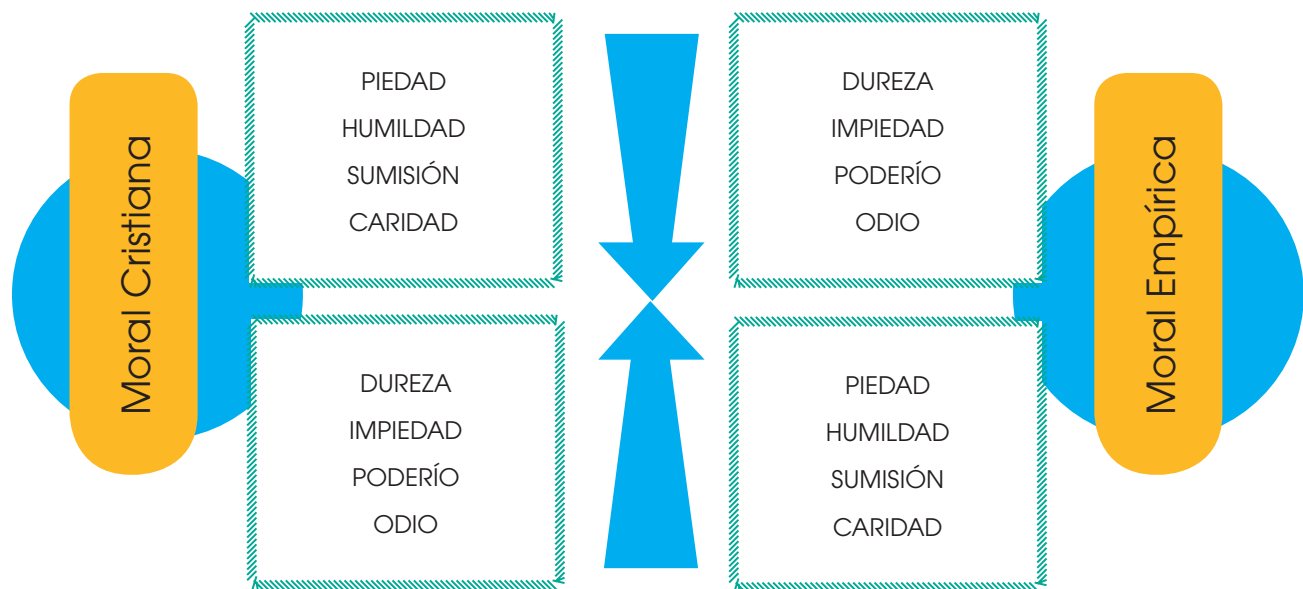 Moral Cristiana
PIEDAD
HUMILDAD
SUMISIÓN
CARIDAD
DUREZA
IMPIEDAD
PODERÍO
ODIO
DUREZA
IMPIEDAD
PODERÍO
ODIO
PIEDAD
HUMILDAD
SUMISIÓN
CARIDAD
Moral Empírica